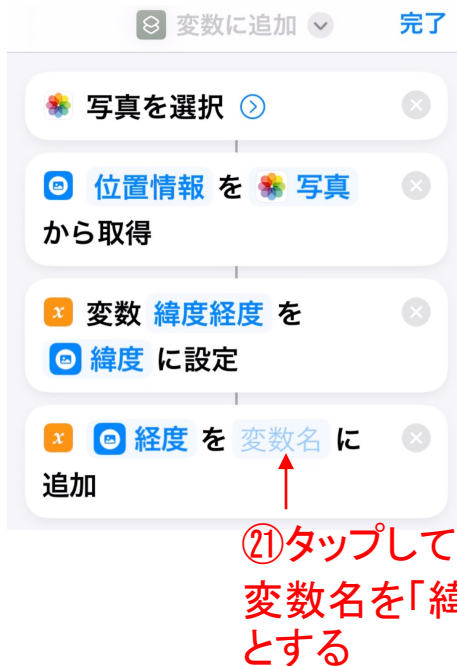 変数に追加
完了
写真を選択
位置情報 を 写真
から取得
変数 緯度経度 を
緯度 に設定
x 経度 を 変数名 に
追加
㉑タップして
変数名を「緯
とする